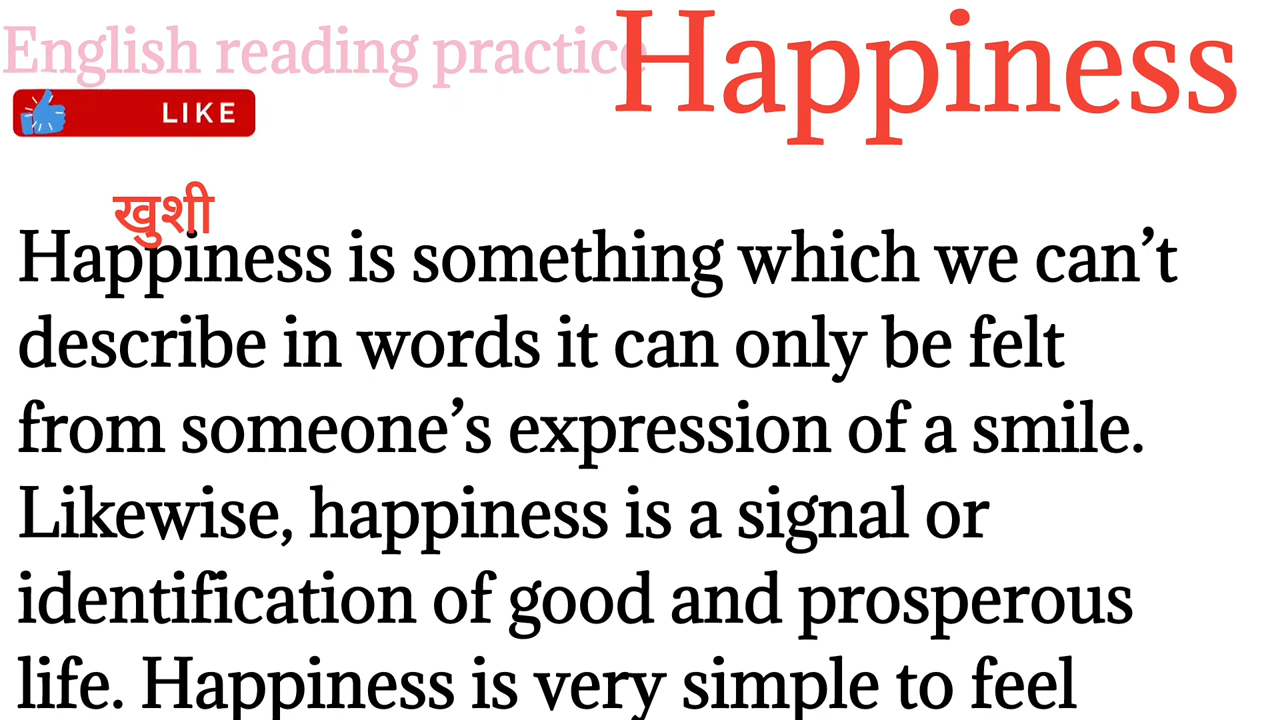 English reading practice
Happiness
LIKE
खुशी
Happiness is something which we can’t
describe in words it can only be felt
from someone’s expression of a smile.
Likewise, happiness is a signal or
identification of good and prosperous
life. Happiness is very simple to feel